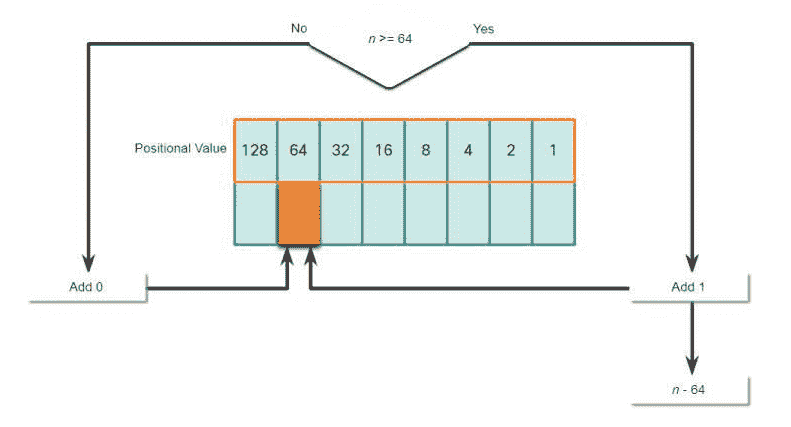 No
n >= 64
Yes
Positional Value
128 64 32 16 8 4 2 1
Add 0
Add 1
n - 64